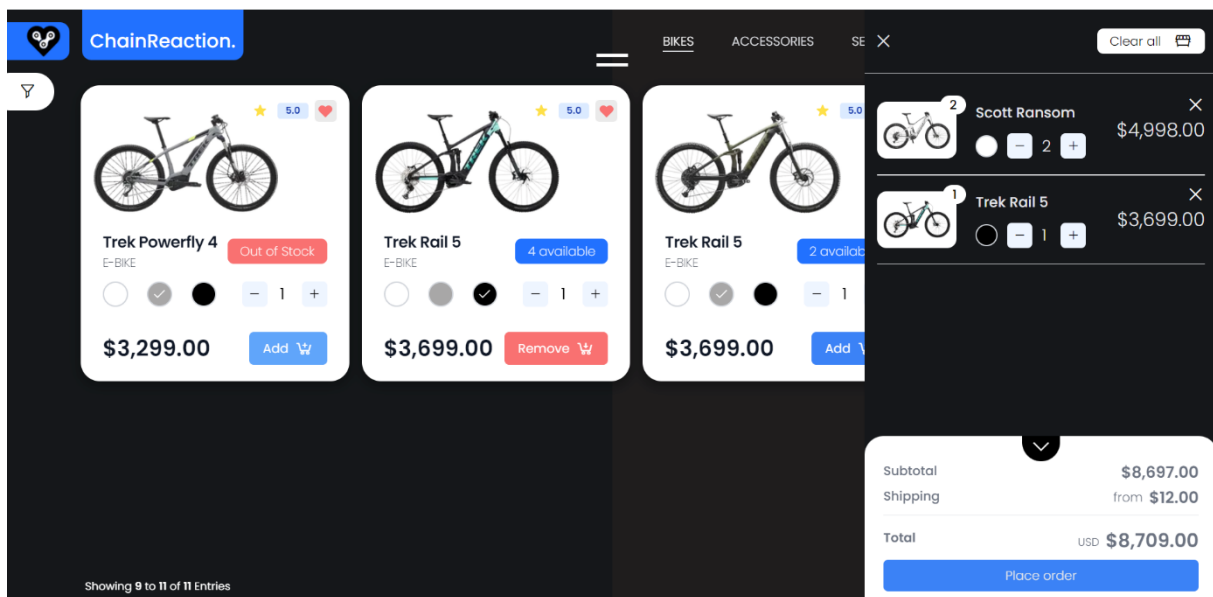 ChainReaction.
BIKES ACCESSORIES SE
5.0
Trek Powerfly 4
Out of Stock
E-BIKE
− 1 +
$3,299.00
Add
5.0
Trek Rail 5
4 available
E-BIKE
− 1 +
$3,699.00
Remove
5.0
Trek Rail 5
2 availab
E-BIKE
− 1
$3,699.00
Add
Showing 9 to 11 of 11 Entries
Clear all
2
Scott Ransom
− 2 +
$4,998.00
1
Trek Rail 5
− 1 +
$3,699.00
Subtotal $8,697.00
Shipping from $12.00
Total USD $8,709.00
Place order